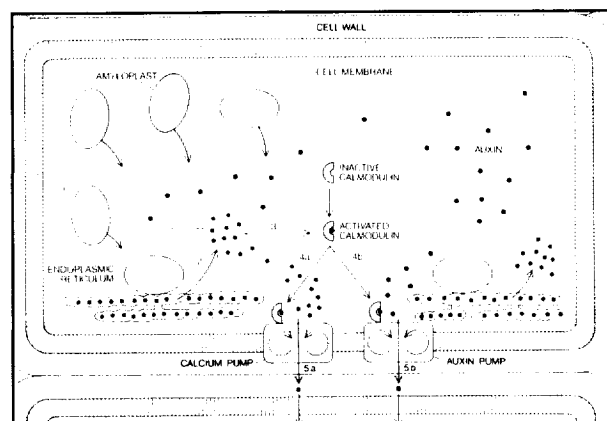 CELL WALL
AMYLOPLAST
CELL MEMBRANE
AUXIN
INACTIVE
CALMODULIN
3
ACTIVATED
CALMODULIN
ENDOPLASMIC
RETICULUM
4a
4b
CALCIUM PUMP
5a
5b
AUXIN PUMP